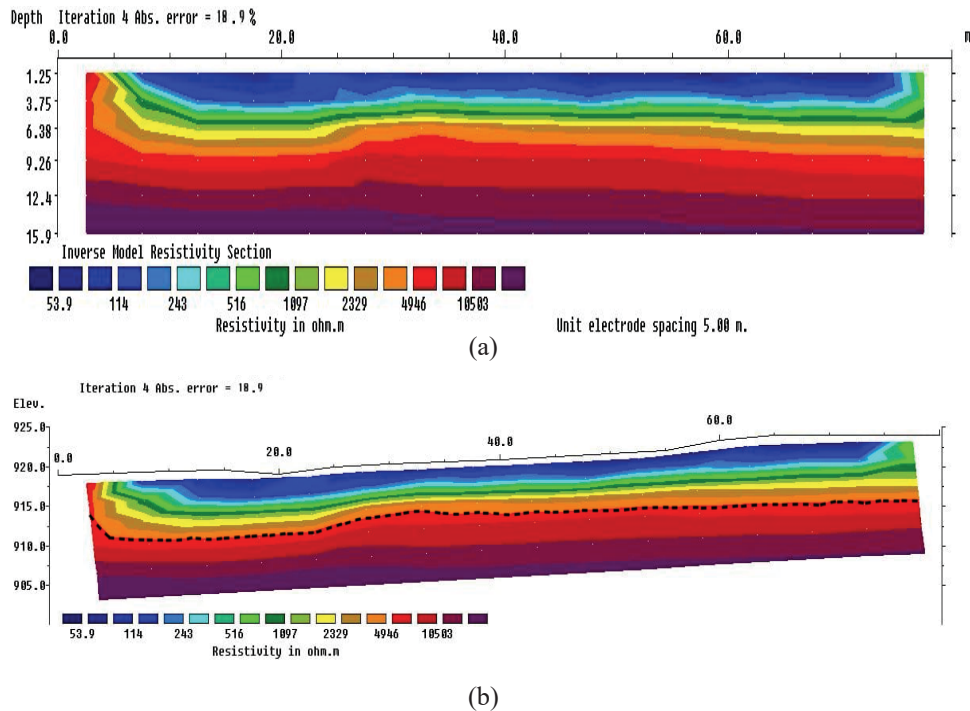 Depth Iteration 4 Abs. error = 18.9 %
0.0 20.0 40.0 60.0 m
1.25
3.75
6.38
9.26
12.4
15.9
Inverse Model Resistivity Section
53.9 114 243 516 1097 2329 4946 10503
Resistivity in ohm.m Unit electrode spacing 5.00 m.
(a)
Iteration 4 Abs. error = 18.9
Elev.
925.0
60.0
40.0
20.0
0.0
920.0
915.0
910.0
905.0
53.9 114 243 516 1097 2329 4946 10503
Resistivity in ohm.m
(b)